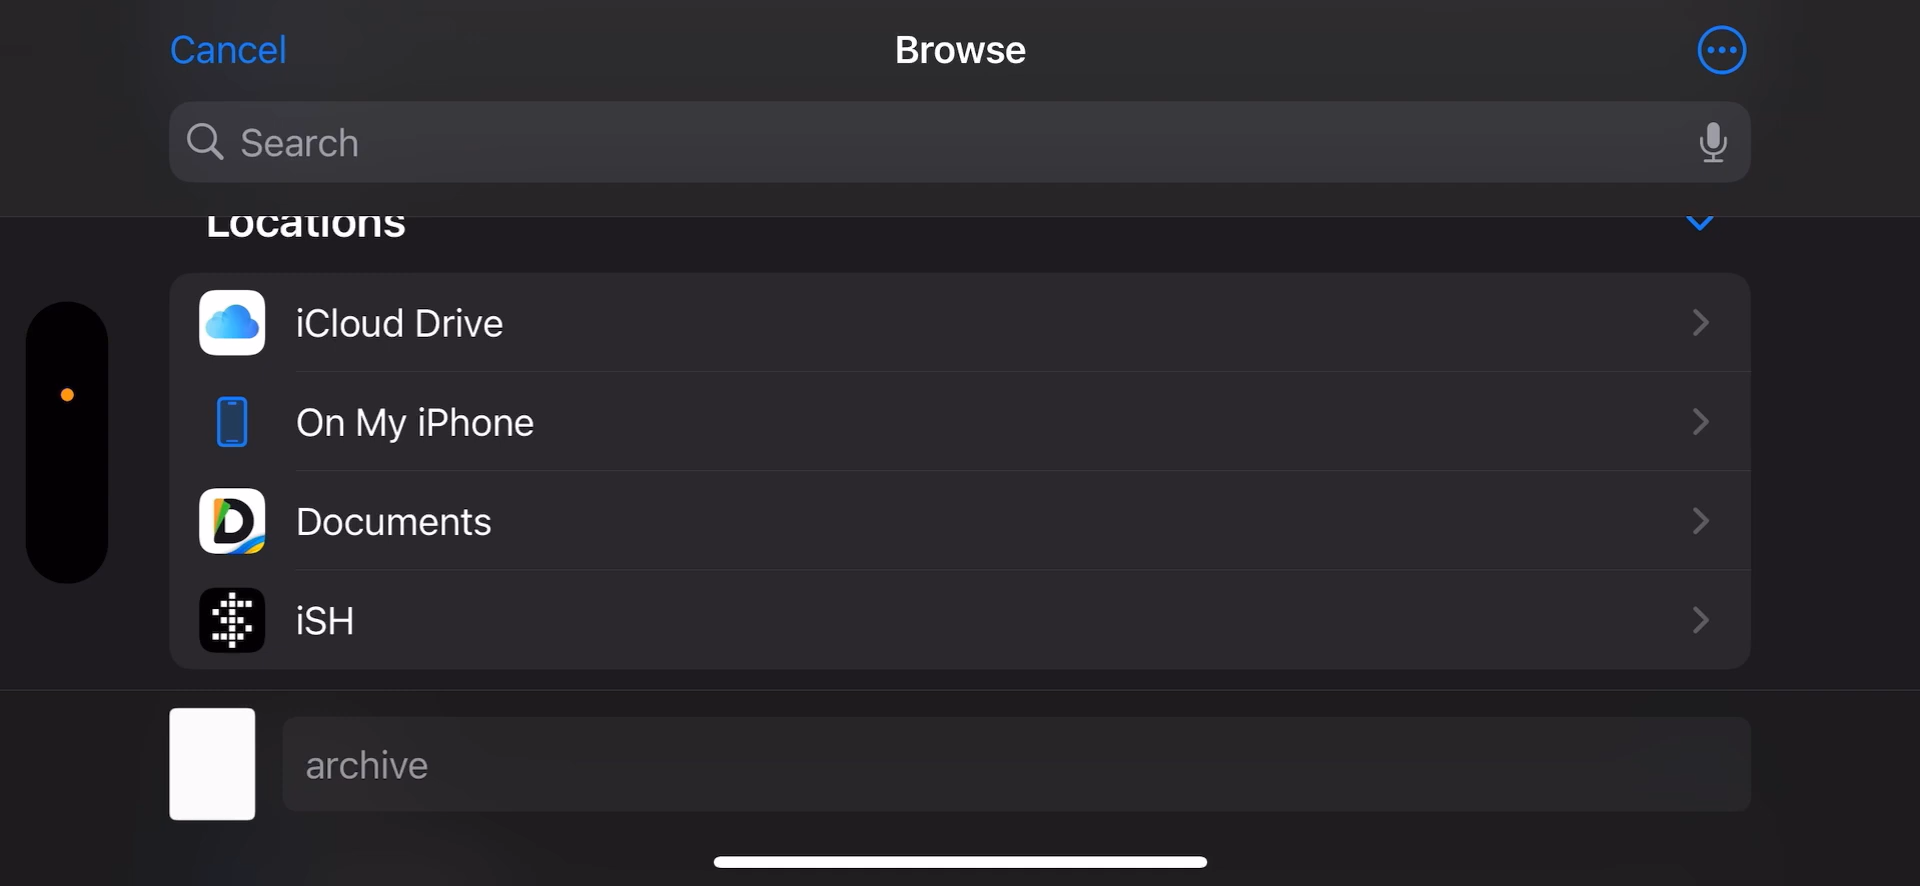 Cancel
Browse
Search
Locations
iCloud Drive
On My iPhone
Documents
iSH
archive